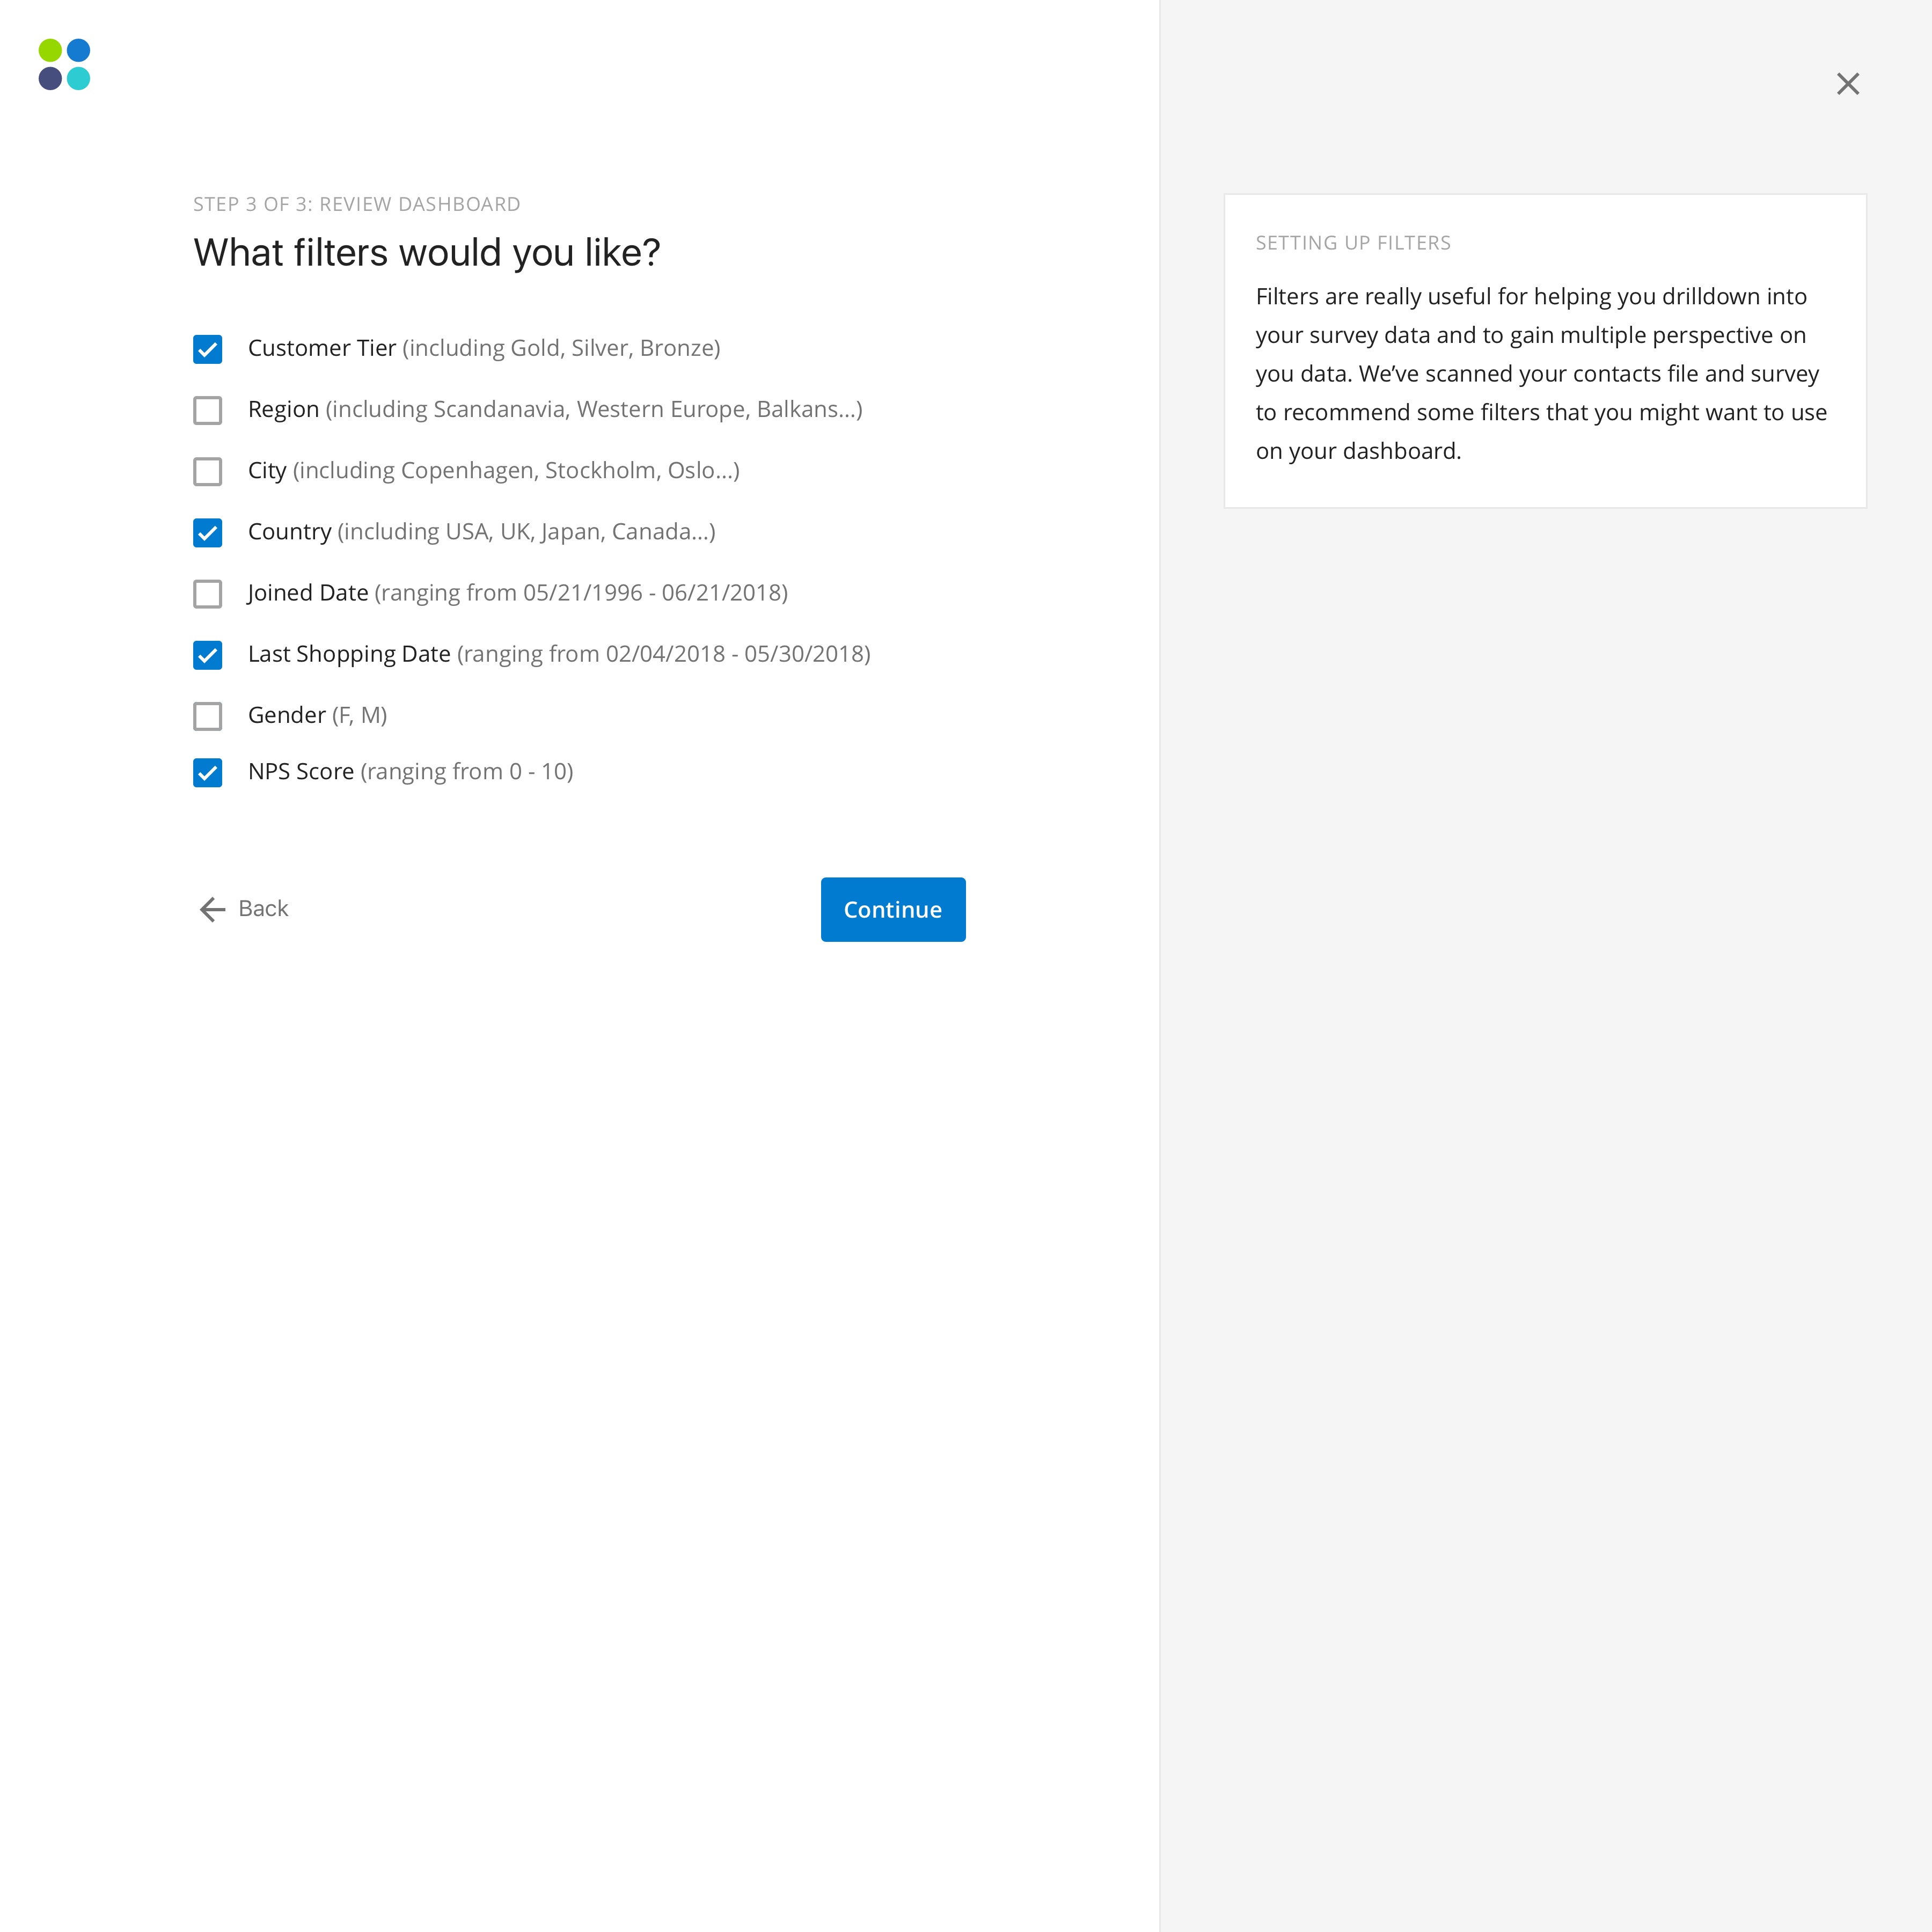 STEP 3 OF 3: REVIEW DASHBOARD
What filters would you like?
Customer Tier (including Gold, Silver, Bronze)
Region (including Scandanavia, Western Europe, Balkans...)
City (including Copenhagen, Stockholm, Oslo...)
Country (including USA, UK, Japan, Canada...)
Joined Date (ranging from 05/21/1996 - 06/21/2018)
Last Shopping Date (ranging from 02/04/2018 - 05/30/2018)
Gender (F, M)
NPS Score (ranging from 0 - 10)
Back
Continue
SETTING UP FILTERS
Filters are really useful for helping you drilldown into
your survey data and to gain multiple perspective on
you data. We’ve scanned your contacts file and survey
to recommend some filters that you might want to use
on your dashboard.